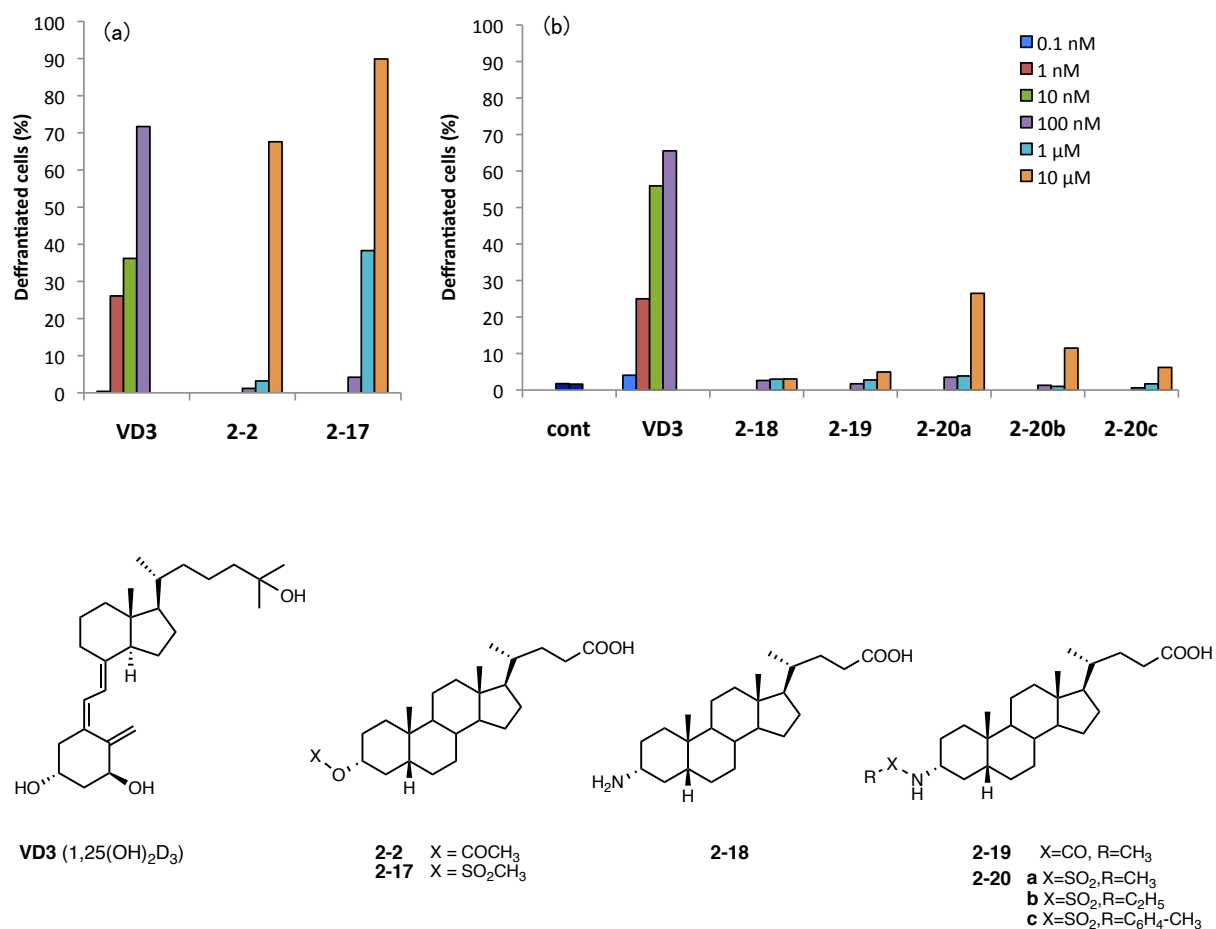 (a)
Deffrantiated cells (%)
100
90
80
70
60
50
40
30
20
10
0
VD3 2-2 2-17
(b)
Deffrantiated cells (%)
100
90
80
70
60
50
40
30
20
10
0
cont VD3 2-18 2-19 2-20a 2-20b 2-20c
0.1 nM
1 nM
10 nM
100 nM
1 µM
10 µM
OH
H
HO OH
COOH
X
O
H
COOH
H₂N
H
COOH
R X N
H
H
VD3 (1,25(OH)₂D₃)
2-2 X = COCH₃
2-17 X = SO₂CH₃
2-18
2-19 X=CO, R=CH₃
2-20 a X=SO₂,R=CH₃
b X=SO₂,R=C₂H₅
c X=SO₂,R=C₆H₄-CH₃